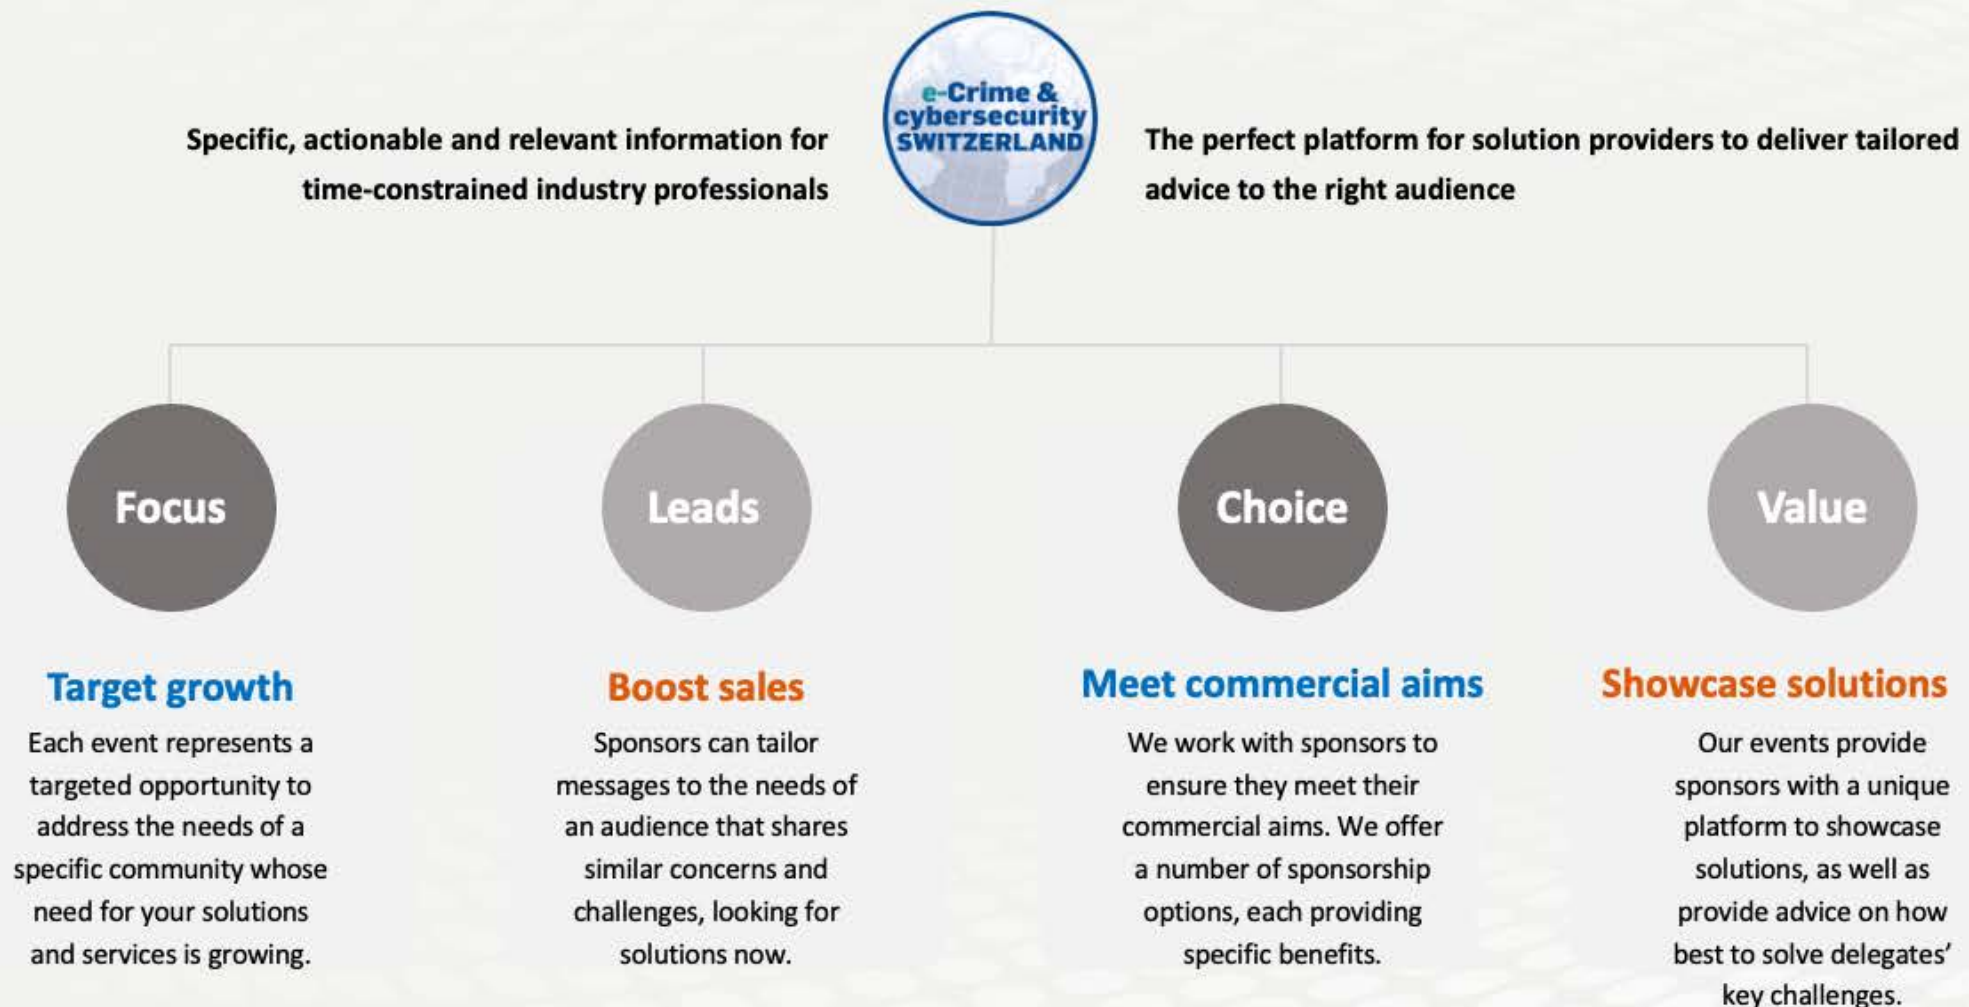 e-Crime &
cybersecurity
SWITZERLAND
Specific, actionable and relevant information for
time-constrained industry professionals
The perfect platform for solution providers to deliver tailored
advice to the right audience
Focus
Target growth
Each event represents a
targeted opportunity to
address the needs of a
specific community whose
need for your solutions
and services is growing.
Leads
Boost sales
Sponsors can tailor
messages to the needs of
an audience that shares
similar concerns and
challenges, looking for
solutions now.
Choice
Meet commercial aims
We work with sponsors to
ensure they meet their
commercial aims. We offer
a number of sponsorship
options, each providing
specific benefits.
Value
Showcase solutions
Our events provide
sponsors with a unique
platform to showcase
solutions, as well as
provide advice on how
best to solve delegates’
key challenges.